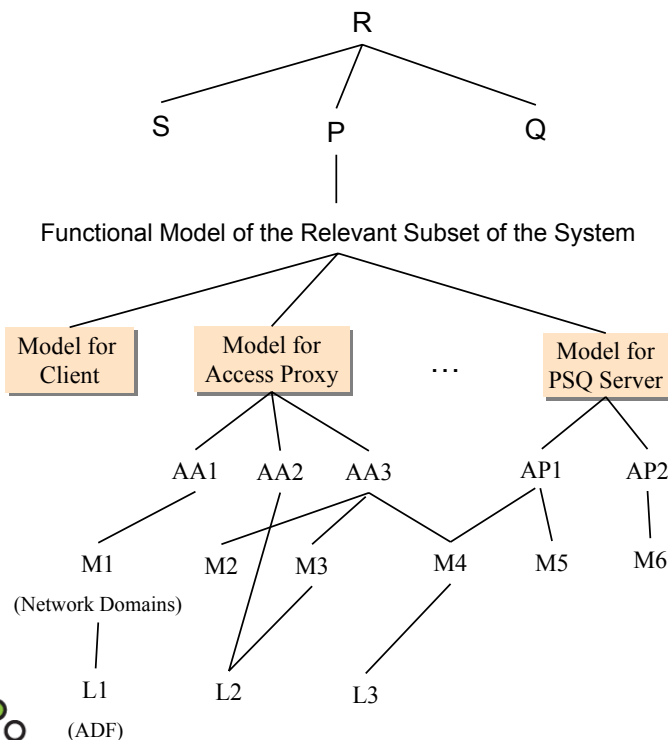 R
S P Q
Functional Model of the Relevant Subset of the System
Model for
Client
Model for
Access Proxy
...
Model for
PSQ Server
AA1 AA2 AA3 AP1 AP2
M1 M2 M3 M4 M5 M6
(Network Domains)
L1 L2 L3
(ADF)